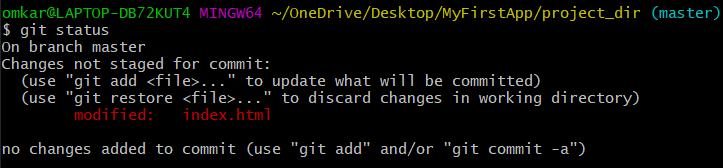 omkar@LAPTOP-DB72KUT4 MINGW64 ~/OneDrive/Desktop/MyFirstApp/project_dir (master)
$ git status
On branch master
Changes not staged for commit:
  (use "git add <file>..." to update what will be committed)
  (use "git restore <file>..." to discard changes in working directory)
        modified:   index.html

no changes added to commit (use "git add" and/or "git commit -a")